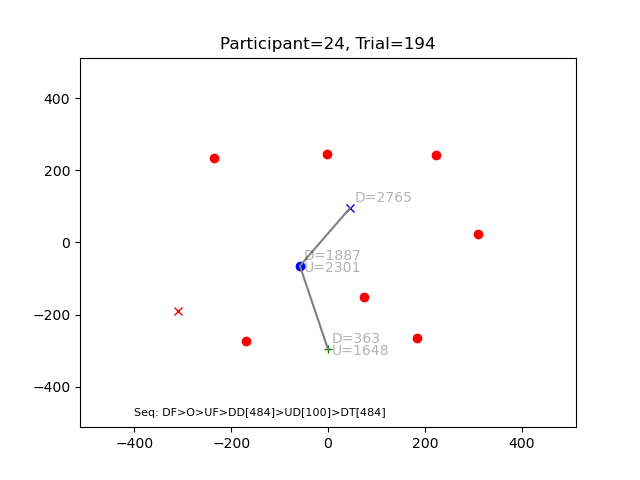 Participant=24, Trial=194
400
200
0
−200
−400
D=2765
D=1887
U=2301
D=363
U=1648
Seq: DF>O>UF>DD[484]>UD[100]>DT[484]
−400 −200 0 200 400